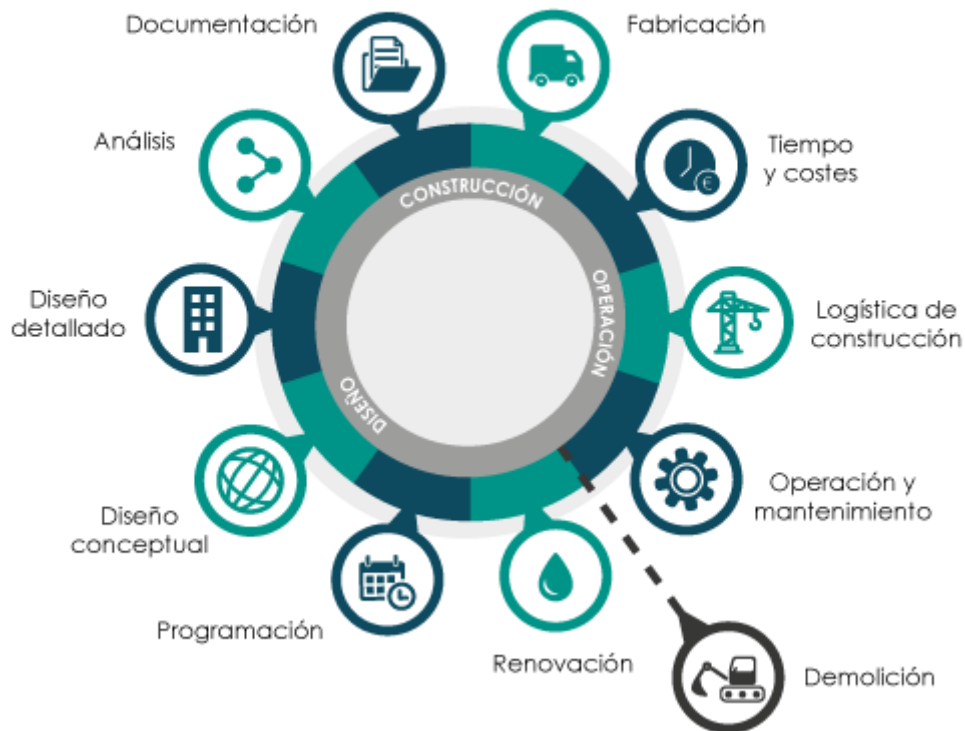 Documentación
Fabricación
Análisis
Tiempo
y costes
CONSTRUCCIÓN
OPERACIÓN
DISEÑO
Diseño
detallado
Logística de
construcción
Diseño
conceptual
Operación y
mantenimiento
Programación
Renovación
Demolición
€